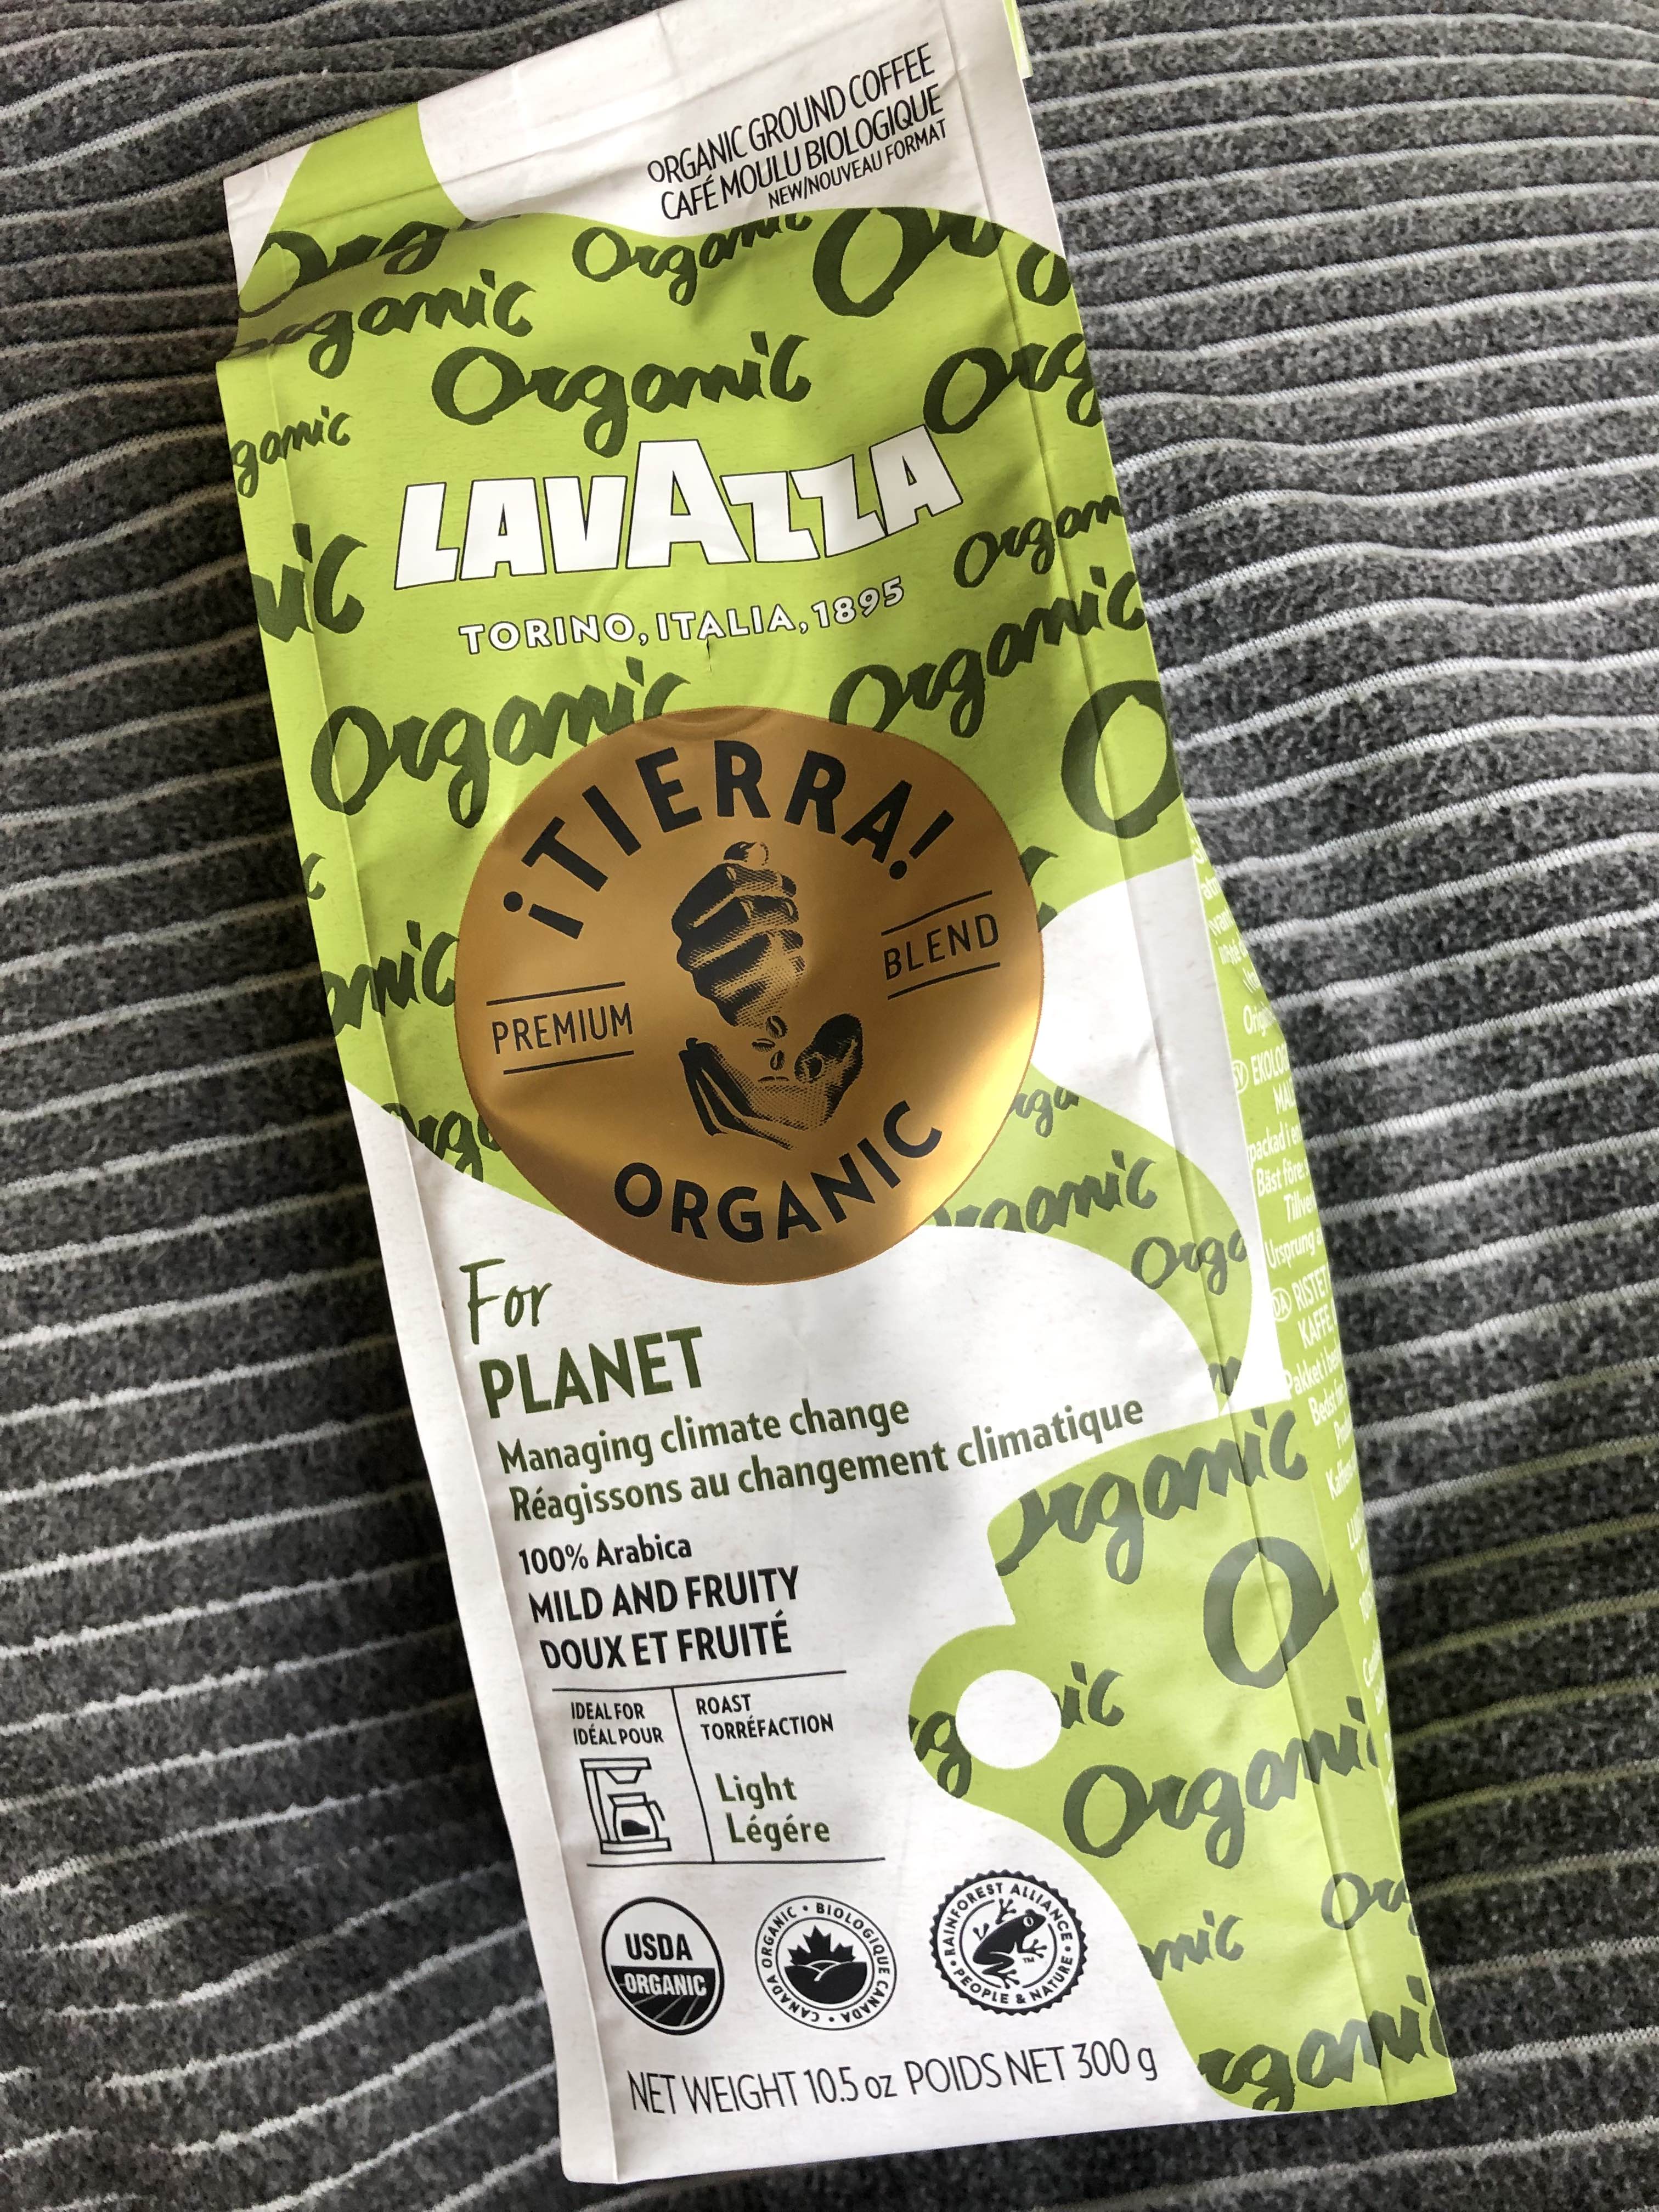 ORGANIC GROUND COFFEE
CAFÉ MOULU BIOLOGIQUE
NEW/NOUVEAU FORMAT
Organic
Organic
LAVAZZA
TORINO, ITALIA, 1895
Organic
Organic
¡TIERRA!
PREMIUM
BLEND
ORGANIC
For
PLANET
Managing climate change
Réagissons au changement climatique
100% Arabica
MILD AND FRUITY
DOUX ET FRUITÉ
IDEAL FOR
IDÉAL POUR
ROAST
TORRÉFACTION
Light
Légére
Organic
USDA
ORGANIC
CANADA ORGANIC • BIOLOGIQUE CANADA •
RAINFOREST ALLIANCE
• PEOPLE & NATURE •
TM
NET WEIGHT 10.5 oz POIDS NET 300 g